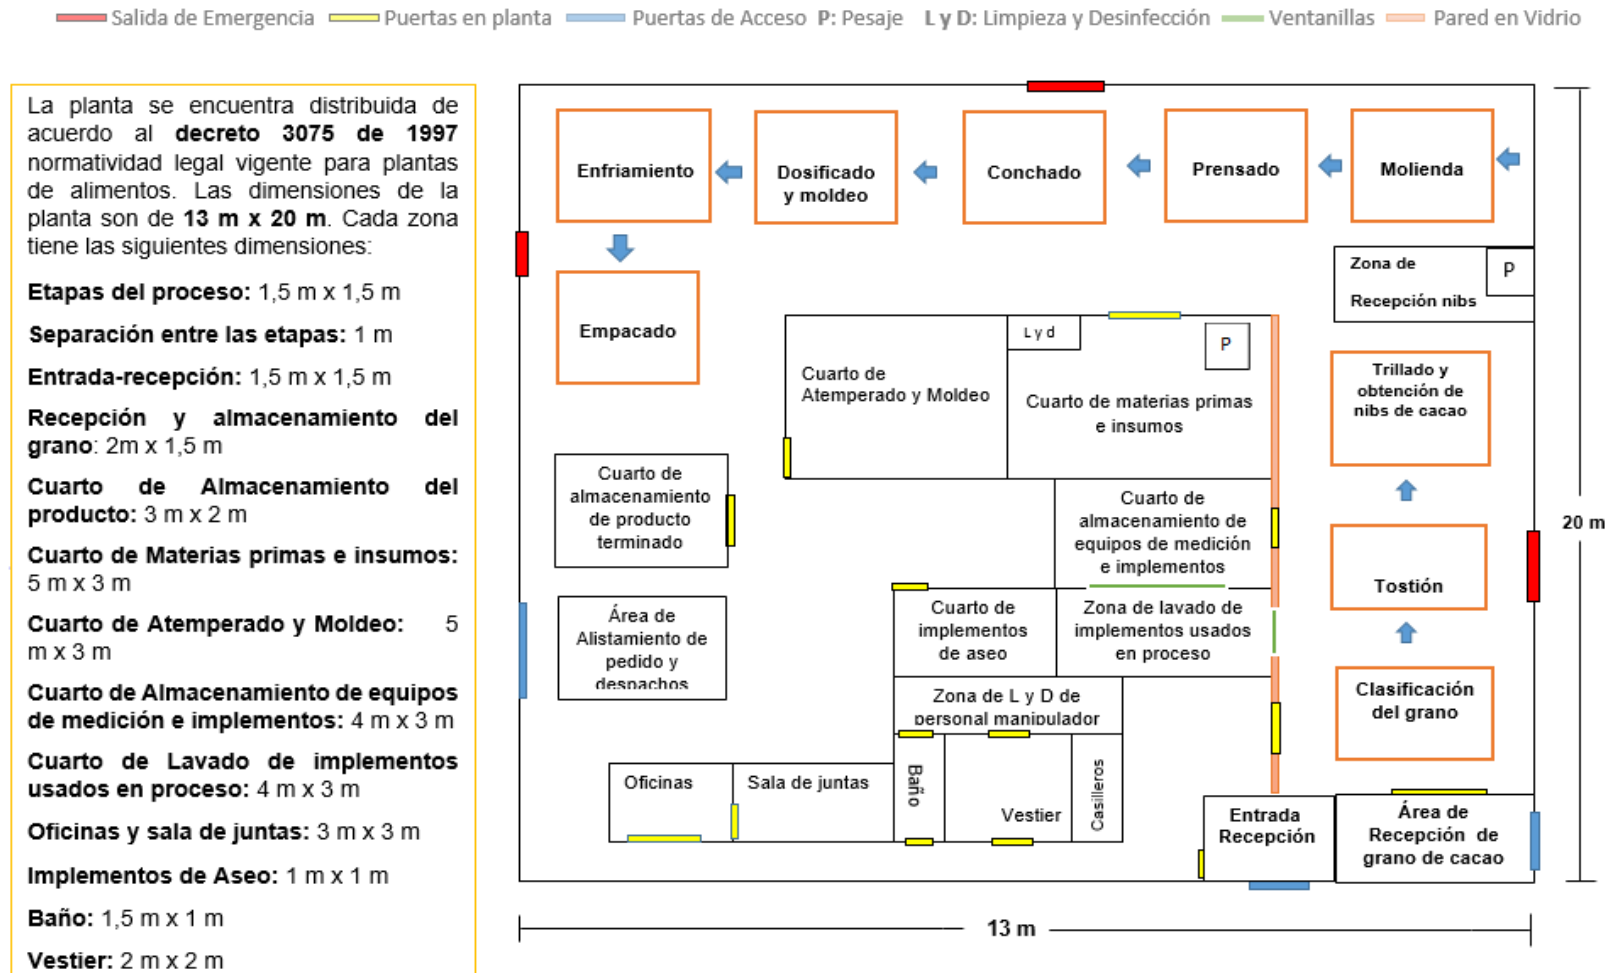 Salida de Emergencia Puertas en planta Puertas de Acceso P: Pesaje L y D: Limpieza y Desinfección Ventanillas Pared en Vidrio
La planta se encuentra distribuida de
acuerdo al decreto 3075 de 1997
normatividad legal vigente para plantas
de alimentos. Las dimensiones de la
planta son de 13 m x 20 m. Cada zona
tiene las siguientes dimensiones:
Etapas del proceso: 1,5 m x 1,5 m
Separación entre las etapas: 1 m
Entrada-recepción: 1,5 m x 1,5 m
Recepción y almacenamiento del
grano: 2m x 1,5 m
Cuarto de Almacenamiento del
producto: 3 m x 2 m
Cuarto de Materias primas e insumos:
5 m x 3 m
Cuarto de Atemperado y Moldeo: 5
m x 3 m
Cuarto de Almacenamiento de equipos
de medición e implementos: 4 m x 3 m
Cuarto de Lavado de implementos
usados en proceso: 4 m x 3 m
Oficinas y sala de juntas: 3 m x 3 m
Implementos de Aseo: 1 m x 1 m
Baño: 1,5 m x 1 m
Vestier: 2 m x 2 m
Enfriamiento
Dosificado
y moldeo
Conchado
Prensado
Molienda
Zona de
Recepción nibs
P
Empacado
Cuarto de
Atemperado y Moldeo
L y d
P
Cuarto de materias primas
e insumos
Trillado y
obtención de
nibs de cacao
Cuarto de
almacenamiento
de producto
terminado
Cuarto de
almacenamiento de
equipos de medición
e implementos
Tostión
20 m
Área de
Alistamiento de
pedido y
despachos
Cuarto de
implementos
de aseo
Zona de lavado de
implementos usados
en proceso
Zona de L y D de
personal manipulador
Clasificación
del grano
Oficinas
Sala de juntas
Baño
Vestier
Casilleros
Entrada
Recepción
Área de
Recepción de
grano de cacao
13 m